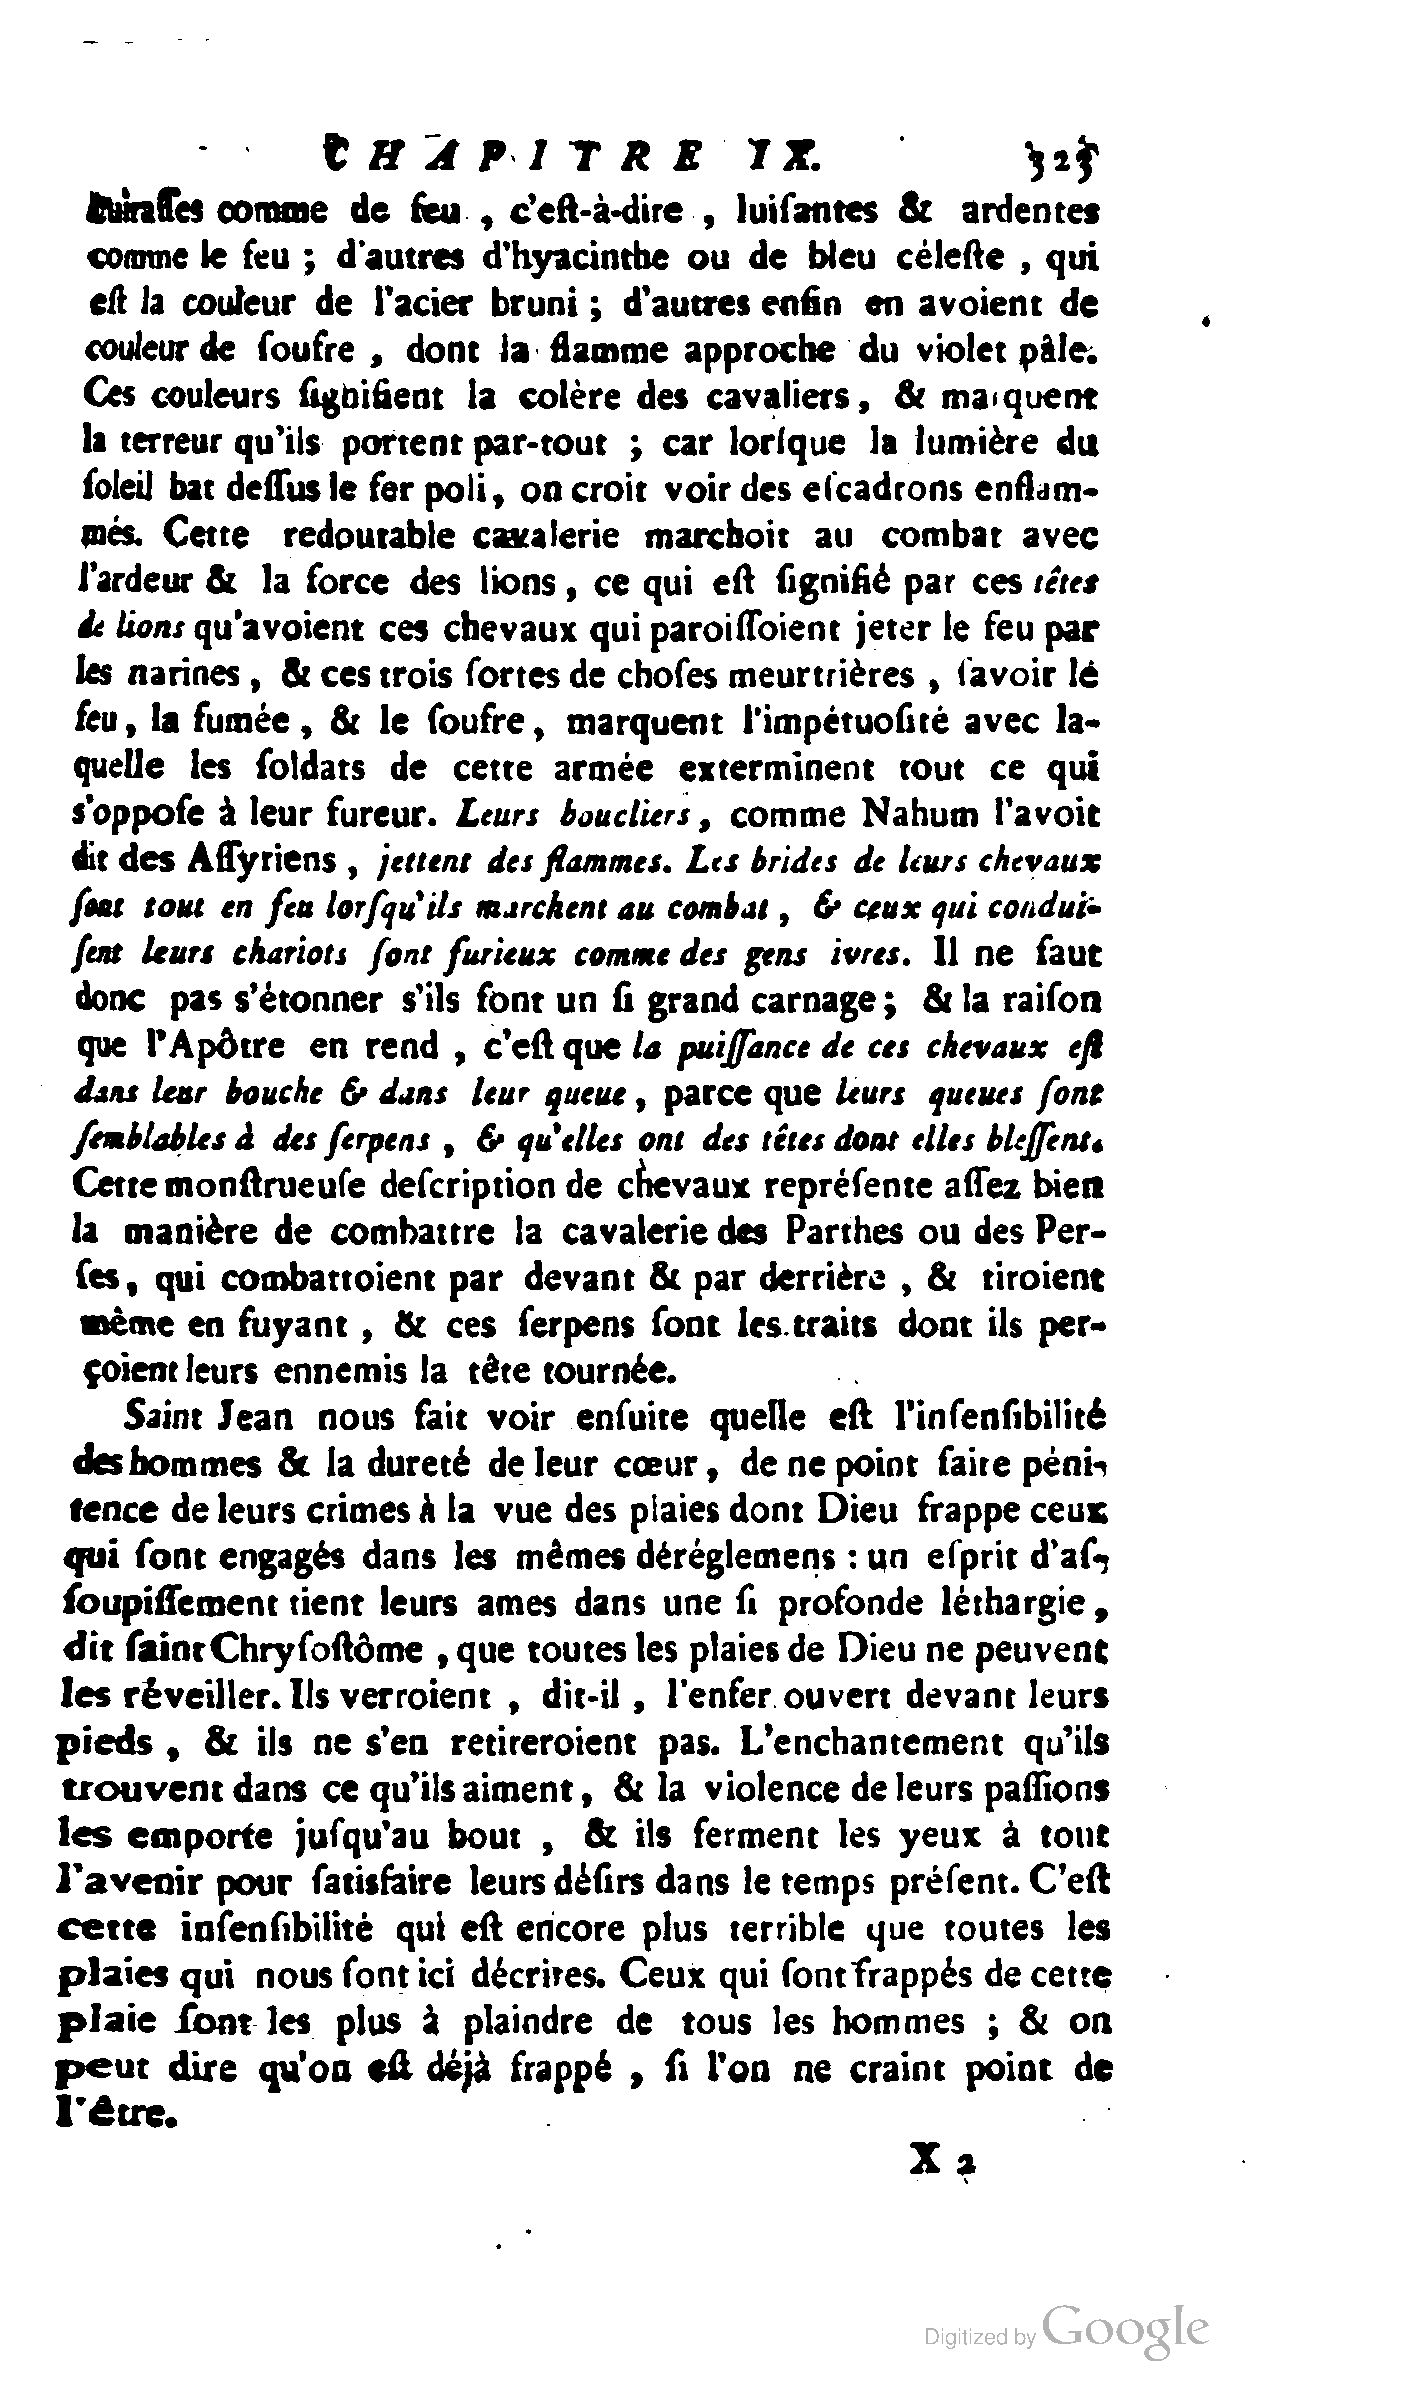 CHAPITRE IX. 325
cuirasses comme de feu, c'eſt-à-dire, luiſantes & ardentes
comme le feu ; d'autres d'hyacinthe ou de bleu céleſte, qui
eſt la couleur de l'acier bruni ; d'autres enfin en avoient de
couleur de ſoufre, dont la flamme approche du violet pâle.
Ces couleurs ſignifient la colère des cavaliers, & marquent
la terreur qu'ils portent par-tout ; car lorſque la lumière du
ſoleil bat deſſus le fer poli, on croit voir des eſcadrons enflam-
més. Cette redoutable cavalerie marchoit au combat avec
l'ardeur & la force des lions, ce qui eſt ſignifié par ces têtes
de lions qu'avoient ces chevaux qui paroiſſoient jeter le feu par
les narines, & ces trois ſortes de choſes meurtrières, ſavoir le
feu, la fumée, & le ſoufre, marquent l'impétuoſité avec la-
quelle les ſoldats de cette armée exterminent tout ce qui
s'oppoſe à leur fureur. Leurs boucliers, comme Nahum l'avoit
dit des Aſſyriens, jettent des flammes. Les brides de leurs chevaux
ſont tout en feu lorſqu'ils marchent au combat, & ceux qui condui-
ſent leurs chariots ſont furieux comme des gens ivres. Il ne faut
donc pas s'étonner s'ils font un ſi grand carnage ; & la raiſon
que l'Apôtre en rend, c'eſt que la puiſſance de ces chevaux eſt
dans leur bouche & dans leur queue, parce que leurs queues ſont
ſemblables à des ſerpens, & qu'elles ont des têtes dont elles bleſſent.
Cette monſtrueuſe deſcription de chevaux repréſente aſſez bien
la manière de combattre la cavalerie des Parthes ou des Per-
ſes, qui combattoient par devant & par derrière, & tiroient
même en fuyant, & ces ſerpens ſont les traits dont ils per-
çoient leurs ennemis la tête tournée.
Saint Jean nous fait voir enſuite quelle eſt l'inſenſibilité
des hommes & la dureté de leur cœur, de ne point faire péni-
tence de leurs crimes à la vue des plaies dont Dieu frappe ceux
qui ſont engagés dans les mêmes déréglemens : un eſprit d'aſ-
ſoupiſſement tient leurs ames dans une ſi profonde léthargie,
dit ſaint Chryſoſtôme, que toutes les plaies de Dieu ne peuvent
les réveiller. Ils verroient, dit-il, l'enfer ouvert devant leurs
pieds, & ils ne s'en retireroient pas. L'enchantement qu'ils
trouvent dans ce qu'ils aiment, & la violence de leurs paſſions
les emporte juſqu'au bout, & ils ferment les yeux à tout
l'avenir pour ſatisfaire leurs déſirs dans le temps préſent. C'eſt
cette inſenſibilité qui eſt encore plus terrible que toutes les
plaies qui nous ſont ici décrites. Ceux qui ſont frappés de cette
plaie ſont les plus à plaindre de tous les hommes ; & on
peut dire qu'on eſt déjà frappé, ſi l'on ne craint point de
l'être.
X 2
Digitized by Google